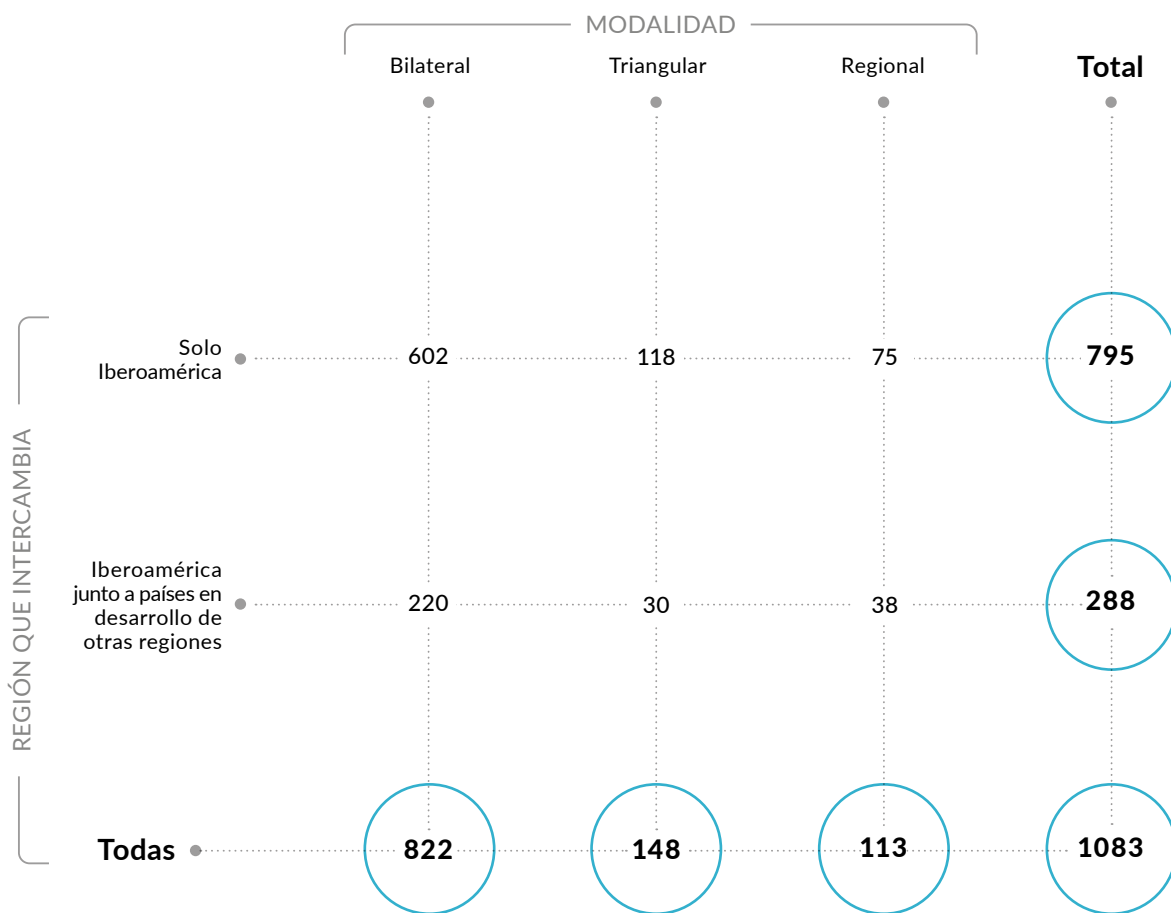 MODALIDAD
Bilateral
Triangular
Regional
Total
REGIÓN QUE INTERCAMBIA
Solo
Iberoamérica
602
118
75
795
Iberoamérica
junto a países en
desarrollo de
otras regiones
220
30
38
288
Todas
822
148
113
1083